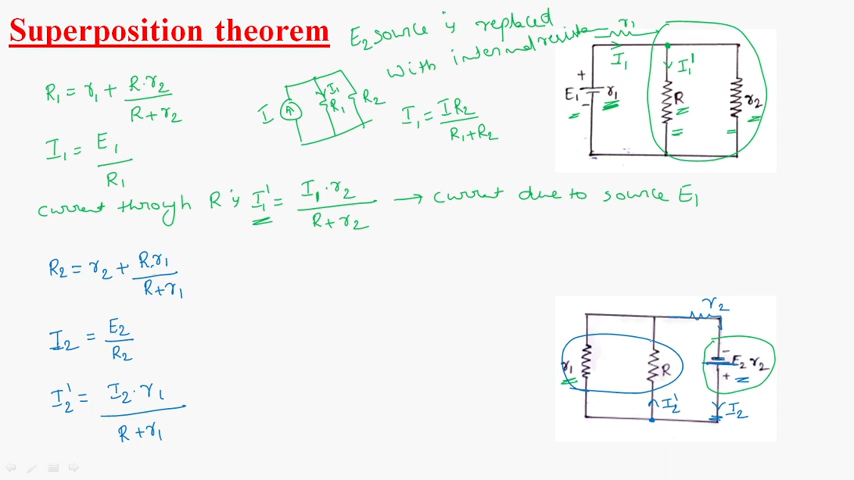 Superposition theorem
E2 source is replaced
with internal resista
R1 = r1 + R·r2 / R+r2
I1 = E1 / R1
I
I1
R1
R2
I1 = IR2 / R1+R2
r1
I1
I1'
+
E1
r1
-
R
r2
current through R is I1' = I1·r2 / R+r2 → current due to source E1
R2 = r2 + R.r1 / R+r1
I2 = E2 / R2
I2' = I2·r1 / R+r1
r2
r1
R
-
E2 r2
+
I2'
I2